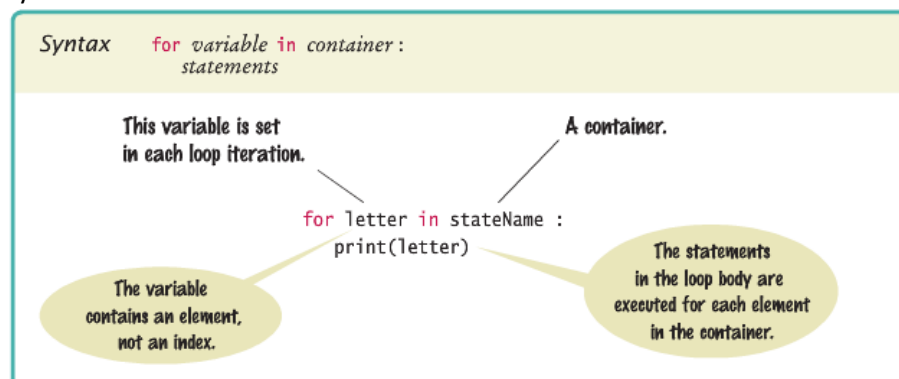 Syntax for variable in container :
statements
This variable is set
in each loop iteration.
A container.
for letter in stateName :
print(letter)
The variable
contains an element,
not an index.
The statements
in the loop body are
executed for each element
in the container.